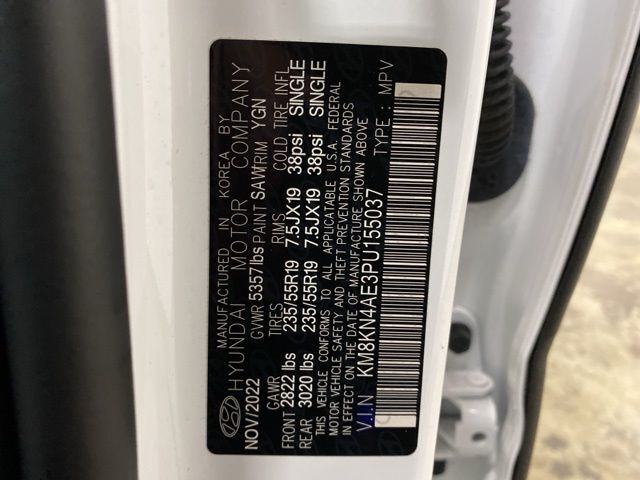 MANUFACTURED IN KOREA BY
HYUNDAI MOTOR COMPANY
NOV/2022 GVWR 5357lbs PAINT SAW TRIM YGN
GAWR TIRES RIMS COLD TIRE INFL
FRONT 2822 lbs 235/55R19 7.5JX19 38psi SINGLE
REAR 3020 lbs 235/55R19 7.5JX19 38psi SINGLE
THIS VEHICLE CONFORMS TO ALL APPLICATABLE U.S.A. FEDERAL
MOTOR VEHICLE SAFETY AND THEFT PREVENTION STANDARDS
IN EFFECT ON THE DATE OF MANUFACTURE SHOWN ABOVE
V.I.N KM8KN4AE3PU155037 TYPE : MPV